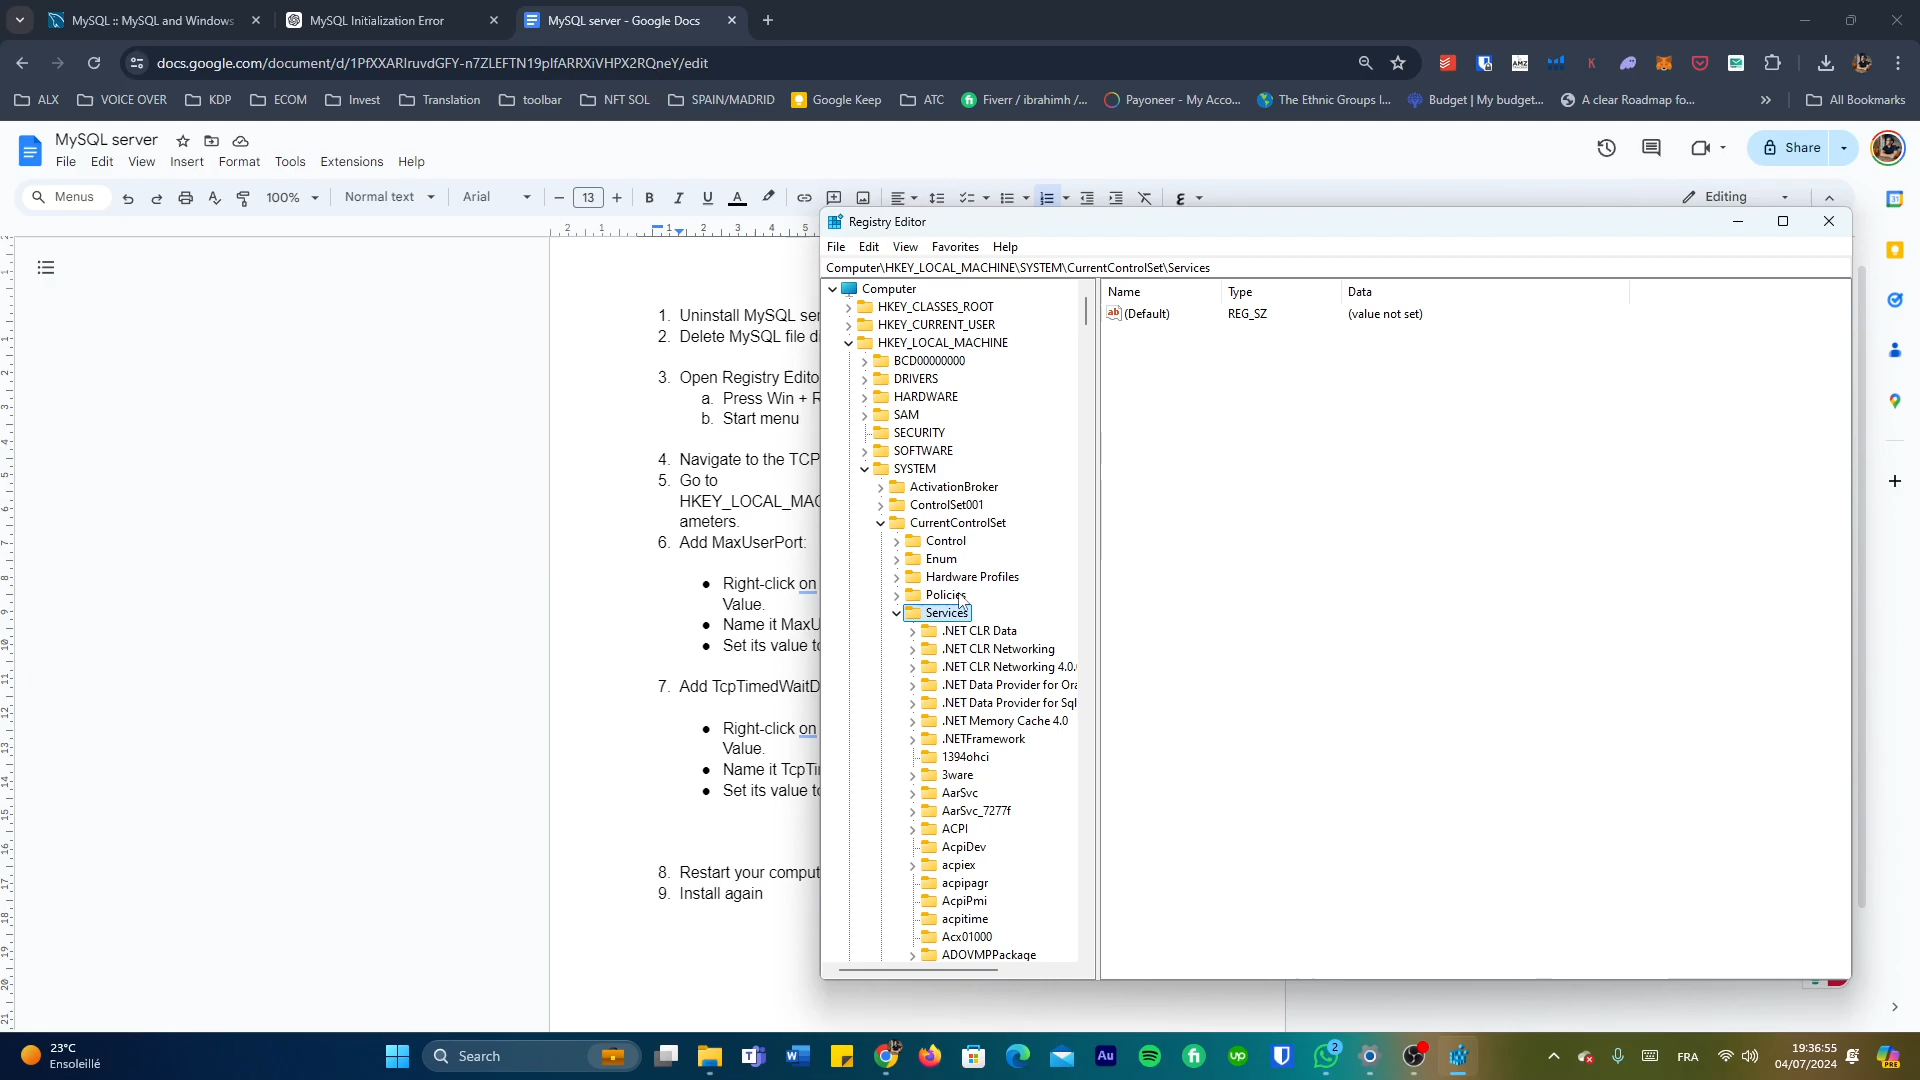 MySQL :: MySQL and Windows
MySQL Initialization Error
MySQL server - Google Docs
docs.google.com/document/d/1PfXXARIruvdGFY-n7ZLEFTN19plfARRXiVHPX2RQneY/edit
ALX
VOICE OVER
KDP
ECOM
Invest
Translation
toolbar
NFT SOL
SPAIN/MADRID
Google Keep
ATC
Fiverr / ibrahimh /...
Payoneer - My Acco...
The Ethnic Groups I...
Budget | My budget...
A clear Roadmap fo...
All Bookmarks
MySQL server
File Edit View Insert Format Tools Extensions Help
Share
Menus
100%
Normal text
Arial
13
Editing
1. Uninstall MySQL ser
2. Delete MySQL file d
3. Open Registry Edito
a. Press Win + R
b. Start menu
4. Navigate to the TCP
5. Go to
HKEY_LOCAL_MAC
ameters.
6. Add MaxUserPort:
Right-click on
Value.
Name it MaxU
Set its value to
7. Add TcpTimedWaitD
Right-click on
Value.
Name it TcpTi
Set its value to
8. Restart your comput
9. Install again
Registry Editor
File Edit View Favorites Help
Computer\HKEY_LOCAL_MACHINE\SYSTEM\CurrentControlSet\Services
Computer
HKEY_CLASSES_ROOT
HKEY_CURRENT_USER
HKEY_LOCAL_MACHINE
BCD00000000
DRIVERS
HARDWARE
SAM
SECURITY
SOFTWARE
SYSTEM
ActivationBroker
ControlSet001
CurrentControlSet
Control
Enum
Hardware Profiles
Policies
Services
.NET CLR Data
.NET CLR Networking
.NET CLR Networking 4.0.
.NET Data Provider for Ora
.NET Data Provider for Sql
.NET Memory Cache 4.0
.NETFramework
1394ohci
3ware
AarSvc
AarSvc_7277f
ACPI
AcpiDev
acpiex
acpipagr
AcpiPmi
acpitime
Acx01000
ADOVMPPackage
Name Type Data
(Default) REG_SZ (value not set)
23°C
Ensoleillé
Search
2
FRA
19:36:55
04/07/2024